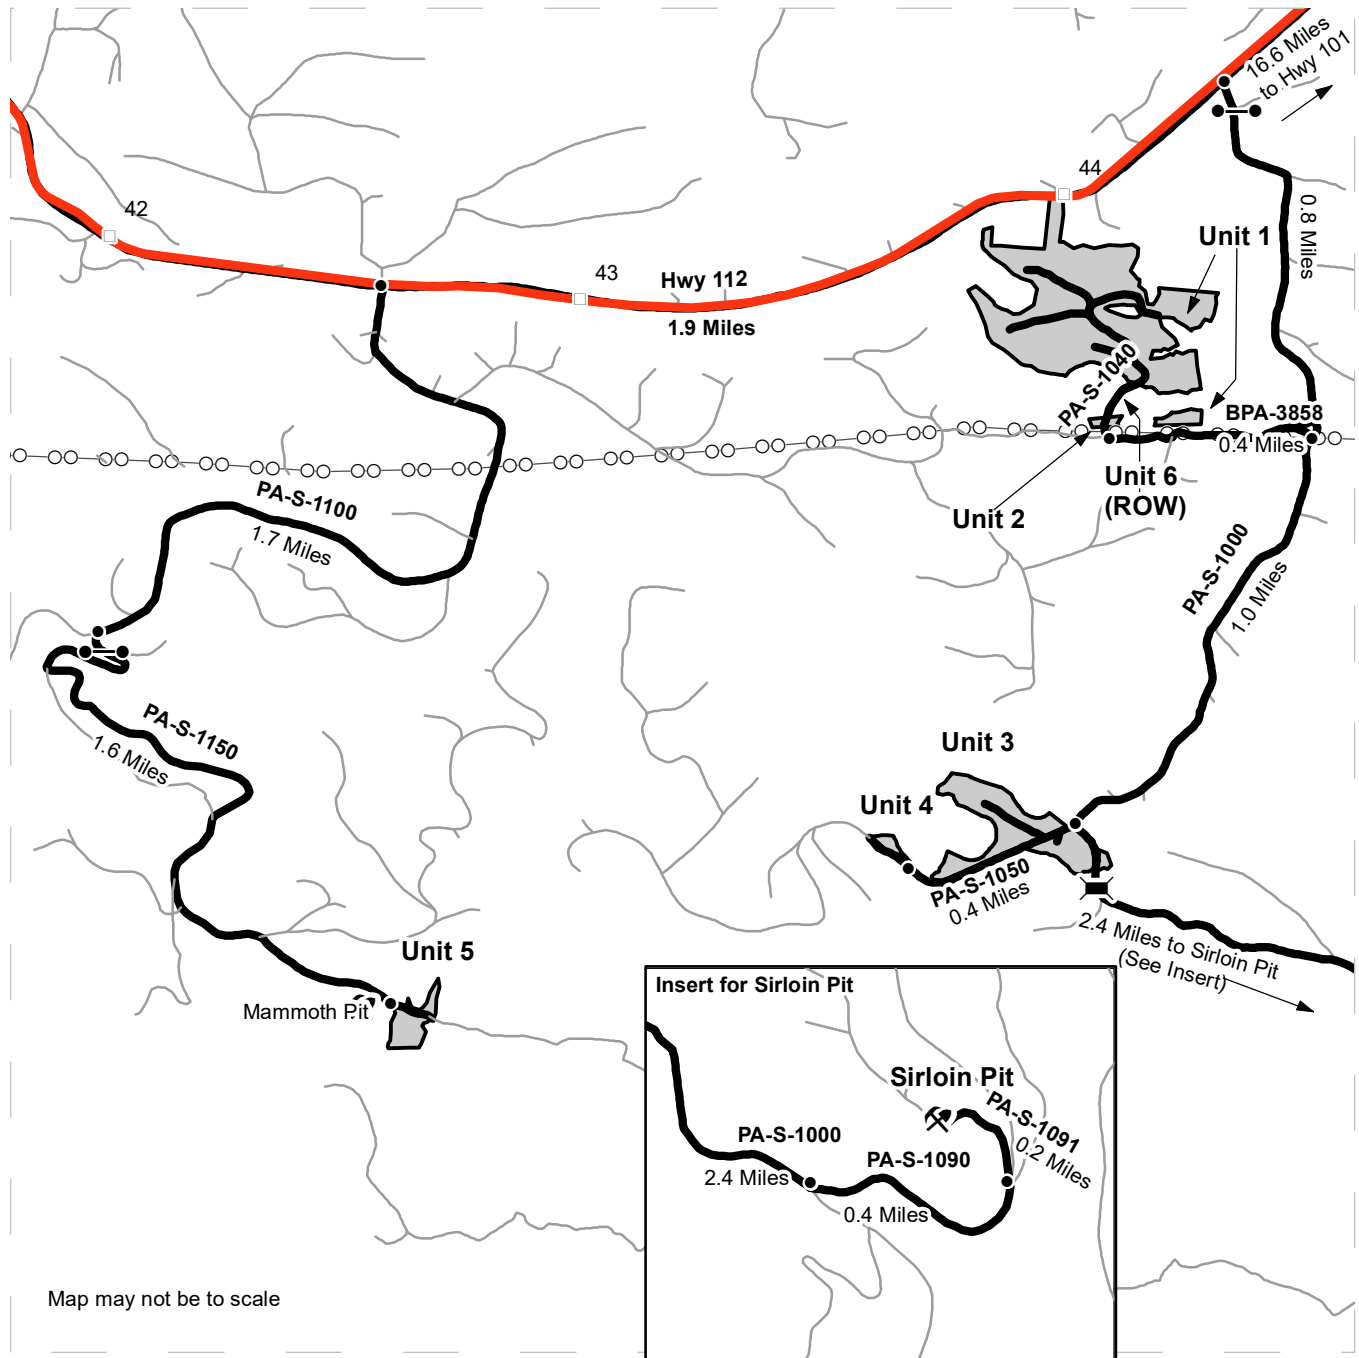 16.6 Miles
to Hwy 101
44
42
0.8 Miles
Unit 1
43
Hwy 112
1.9 Miles
PA-S-1040
BPA-3858
0.4 Miles
Unit 6
(ROW)
Unit 2
PA-S-1100
1.7 Miles
PA-S-1000
1.0 Miles
PA-S-1150
1.6 Miles
Unit 3
Unit 4
PA-S-1050
0.4 Miles
2.4 Miles to Sirloin Pit
(See Insert)
Unit 5
Mammoth Pit
Insert for Sirloin Pit
Sirloin Pit
PA-S-1091
0.2 Miles
PA-S-1000
2.4 Miles
PA-S-1090
0.4 Miles
Map may not be to scale